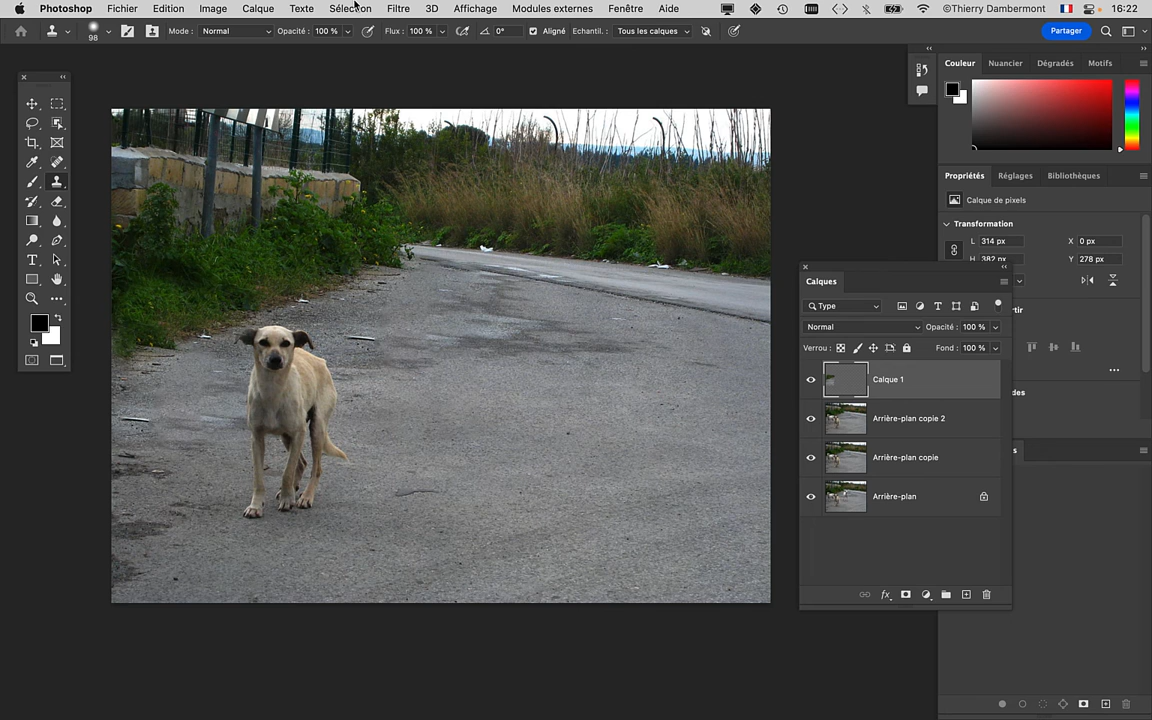 Photoshop Fichier Edition Image Calque Texte Sélection Filtre 3D Affichage Modules externes Fenêtre Aide ©Thierry Dambermont 16:22
98 Mode : Normal Opacité : 100 % Flux : 100 % 0° Aligné Echantil. : Tous les calques Partager
Couleur Nuancier Dégradés Motifs
Propriétés Réglages Bibliothèques
Calque de pixels
Transformation
L 314 px X 0 px
H 382 px Y 278 px
Calques
Type
Normal Opacité : 100 %
Verrou : Fond : 100 %
Calque 1
Arrière-plan copie 2
Arrière-plan copie
Arrière-plan
fx